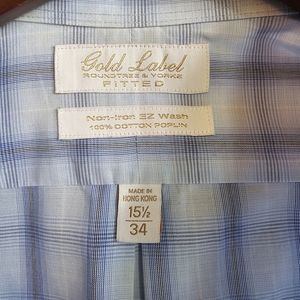 Gold Label
ROUNDTREE & YORKE
FITTED
Non-Iron EZ Wash
100% COTTON POPLIN
MADE IN
HONG KONG
15½
34